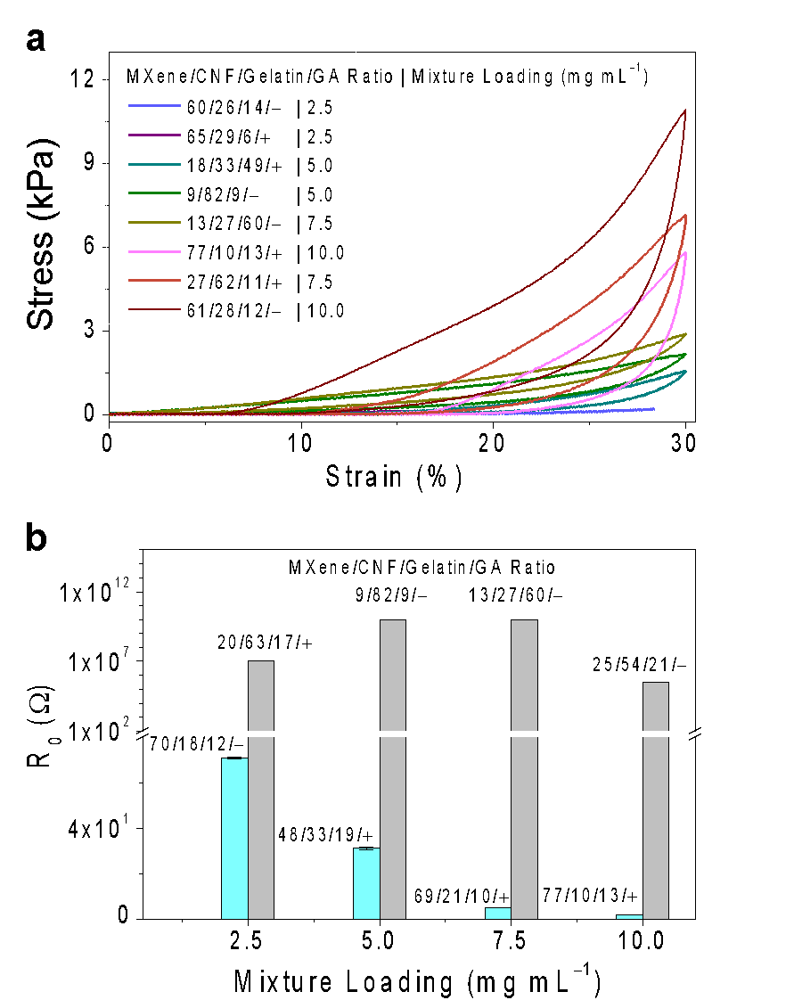 a
MXene/CNF/Gelatin/GA Ratio | Mixture Loading (mg mL⁻¹)
60/26/14/– | 2.5
65/29/6/+ | 2.5
18/33/49/+ | 5.0
9/82/9/– | 5.0
13/27/60/– | 7.5
77/10/13/+ | 10.0
27/62/11/+ | 7.5
61/28/12/– | 10.0
12
9
6
3
0
Stress (kPa)
0 10 20 30
Strain (%)
b
MXene/CNF/Gelatin/GA Ratio
9/82/9/– 13/27/60/–
20/63/17/+
25/54/21/–
70/18/12/–
48/33/19/+
69/21/10/+ 77/10/13/+
1x10¹²
1x10⁷
1x10²
4x10¹
0
R₀ (Ω)
2.5 5.0 7.5 10.0
Mixture Loading (mg mL⁻¹)